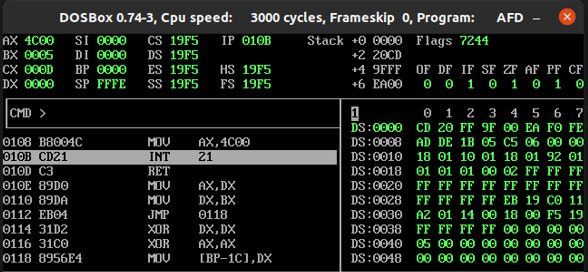 DOSBox 0.74-3, Cpu speed: 3000 cycles, Frameskip 0, Program: AFD
AX 4C00 SI 0000 CS 19F5 IP 010B Stack +0 0000 Flags 7244
BX 0005 DI 0000 DS 19F5 +2 20CD
CX 000D BP 0000 ES 19F5 HS 19F5 +4 9FFF OF DF IF SF ZF AF PF CF
DX 0000 SP FFFE SS 19F5 FS 19F5 +6 EA00 0 0 1 0 1 0 1 0
CMD > 1 0 1 2 3 4 5 6 7
DS:0000 CD 20 FF 9F 00 EA F0 FE
0108 B8004C MOV AX,4C00 DS:0008 AD DE 1B 05 C5 06 00 00
010B CD21 INT 21 DS:0010 18 01 10 01 18 01 92 01
010D C3 RET DS:0018 01 01 01 00 02 FF FF FF
010E 89D0 MOV AX,DX DS:0020 FF FF FF FF FF FF FF FF
0110 89DA MOV DX,BX DS:0028 FF FF FF FF EB 19 C0 11
0112 EB04 JMP 0118 DS:0030 A2 01 14 00 18 00 F5 19
0114 31D2 XOR DX,DX DS:0038 FF FF FF FF 00 00 00 00
0116 31C0 XOR AX,AX DS:0040 05 00 00 00 00 00 00 00
0118 8956E4 MOV [BP-1C],DX DS:0048 00 00 00 00 00 00 00 00